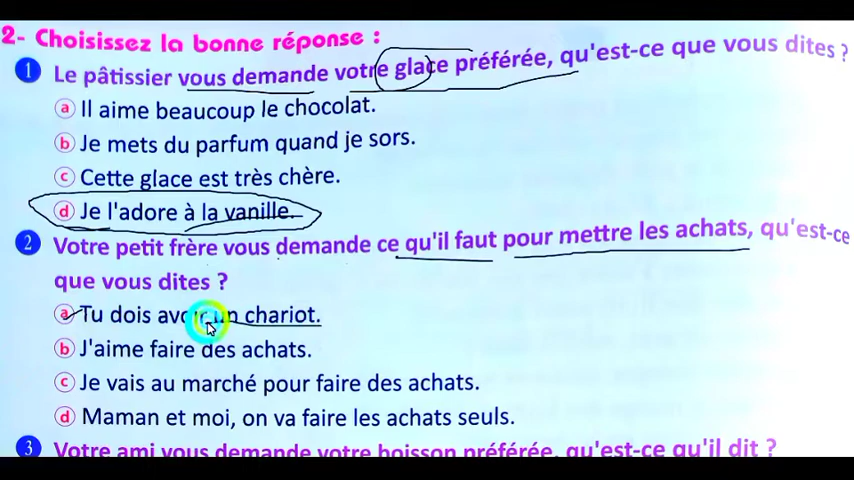 2- Choisissez la bonne réponse :
1 Le pâtissier vous demande votre glace préférée, qu'est-ce que vous dites ?
a Il aime beaucoup le chocolat.
b Je mets du parfum quand je sors.
c Cette glace est très chère.
d Je l'adore à la vanille.
2 Votre petit frère vous demande ce qu'il faut pour mettre les achats, qu'est-ce
que vous dites ?
a Tu dois avoir un chariot.
b J'aime faire des achats.
c Je vais au marché pour faire des achats.
d Maman et moi, on va faire les achats seuls.
3 Votre ami vous demande votre boisson préférée, qu'est-ce qu'il dit ?